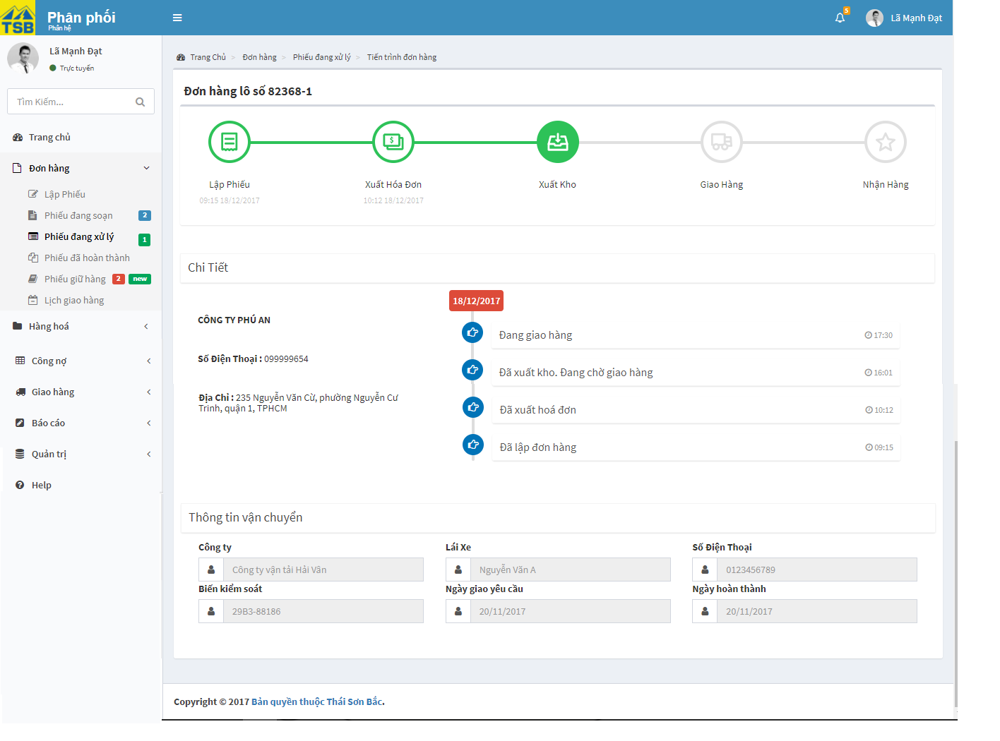 TSB
Phân phối
Phân hệ
5
Lã Mạnh Đạt
Lã Mạnh Đạt
Trực tuyến
Tìm Kiếm...
Trang chủ
Đơn hàng
Lập Phiếu
Phiếu đang soạn 2
Phiếu đang xử lý 1
Phiếu đã hoàn thành
Phiếu giữ hàng 2 new
Lịch giao hàng
Hàng hoá
Công nợ
Giao hàng
Báo cáo
Quản trị
Help
Trang Chủ > Đơn hàng > Phiếu đang xử lý > Tiến trình đơn hàng
Đơn hàng lô số 82368-1
Lập Phiếu Xuất Hóa Đơn Xuất Kho Giao Hàng Nhận Hàng
09:15 18/12/2017 10:12 18/12/2017
Chi Tiết
CÔNG TY PHÚ AN
Số Điện Thoại : 099999654
Địa Chỉ : 235 Nguyễn Văn Cừ, phường Nguyễn Cư
Trinh, quận 1, TPHCM
18/12/2017
Đang giao hàng 17:30
Đã xuất kho. Đang chờ giao hàng 16:01
Đã xuất hoá đơn 10:12
Đã lập đơn hàng 09:15
Thông tin vận chuyển
Công ty Lái Xe Số Điện Thoại
Công ty vận tải Hải Vân Nguyễn Văn A 0123456789
Biển kiểm soát Ngày giao yêu cầu Ngày hoàn thành
29B3-88186 20/11/2017 20/11/2017
Copyright © 2017 Bản quyền thuộc Thái Sơn Bắc.